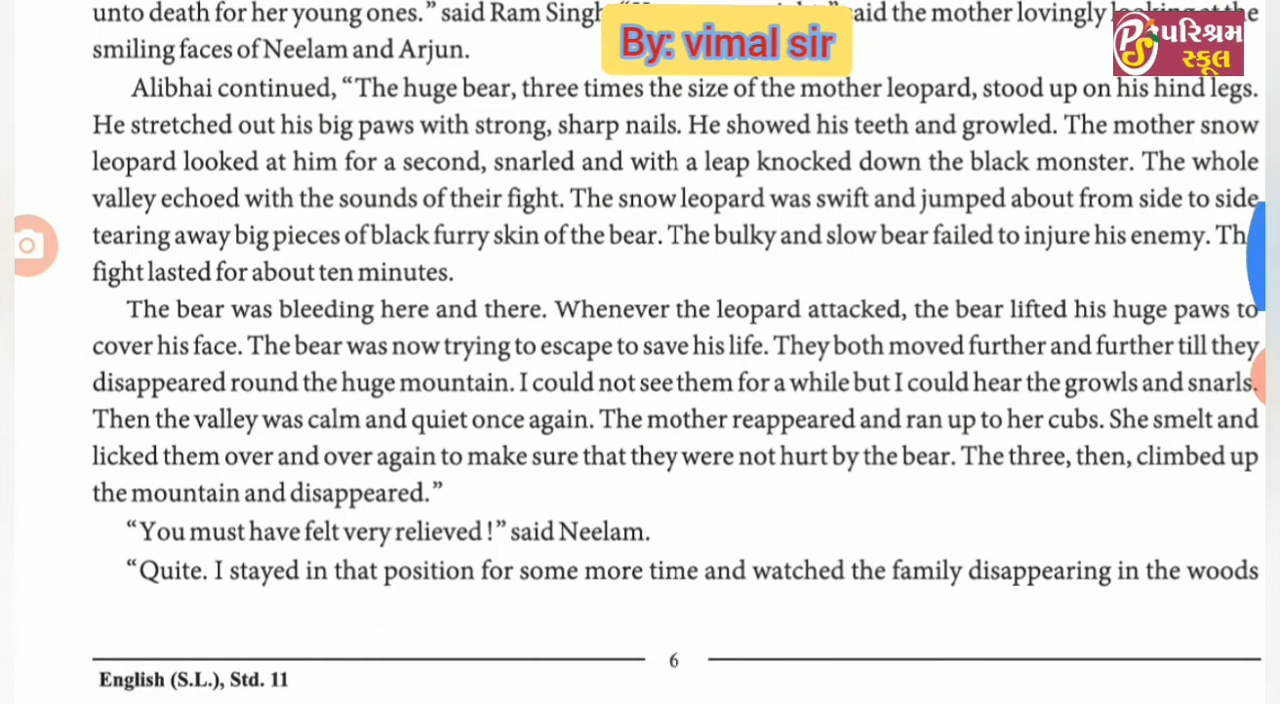 unto death for her young ones.” said Ram Singh aid the mother lovingly the
By: vimal sir
પરિશ્રમ
સ્કૂલ
smiling faces of Neelam and Arjun.
Alibhai continued, “The huge bear, three times the size of the mother leopard, stood up on his hind legs.
He stretched out his big paws with strong, sharp nails. He showed his teeth and growled. The mother snow
leopard looked at him for a second, snarled and with a leap knocked down the black monster. The whole
valley echoed with the sounds of their fight. The snow leopard was swift and jumped about from side to side
tearing away big pieces of black furry skin of the bear. The bulky and slow bear failed to injure his enemy. Th
fight lasted for about ten minutes.
The bear was bleeding here and there. Whenever the leopard attacked, the bear lifted his huge paws to
cover his face. The bear was now trying to escape to save his life. They both moved further and further till they
disappeared round the huge mountain. I could not see them for a while but I could hear the growls and snarls.
Then the valley was calm and quiet once again. The mother reappeared and ran up to her cubs. She smelt and
licked them over and over again to make sure that they were not hurt by the bear. The three, then, climbed up
the mountain and disappeared.”
“You must have felt very relieved !” said Neelam.
“Quite. I stayed in that position for some more time and watched the family disappearing in the woods
6
English (S.L.), Std. 11